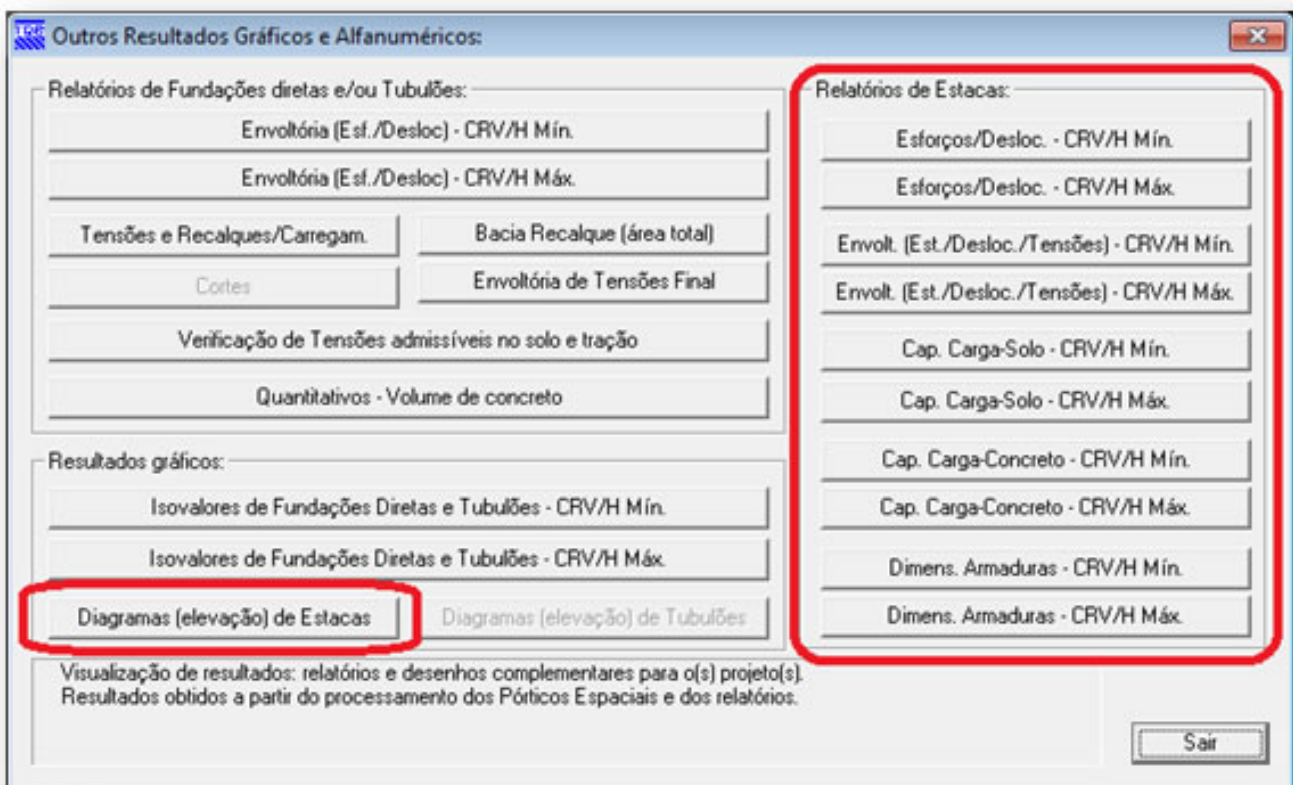 TQS
Outros Resultados Gráficos e Alfanuméricos:
Relatórios de Fundações diretas e/ou Tubulões:
Envoltória (Esf./Desloc) - CRV/H Mín.
Envoltória (Esf./Desloc) - CRV/H Máx.
Tensões e Recalques/Carregam.
Bacia Recalque (área total)
Cortes
Envoltória de Tensões Final
Verificação de Tensões admissíveis no solo e tração
Quantitativos - Volume de concreto
Resultados gráficos:
Isovalores de Fundações Diretas e Tubulões - CRV/H Mín.
Isovalores de Fundações Diretas e Tubulões - CRV/H Máx.
Diagramas (elevação) de Estacas
Diagramas (elevação) de Tubulões
Relatórios de Estacas:
Esforços/Desloc. - CRV/H Mín.
Esforços/Desloc. - CRV/H Máx.
Envolt. (Est./Desloc./Tensões) - CRV/H Mín.
Envolt. (Est./Desloc./Tensões) - CRV/H Máx.
Cap. Carga-Solo - CRV/H Mín.
Cap. Carga-Solo - CRV/H Máx.
Cap. Carga-Concreto - CRV/H Mín.
Cap. Carga-Concreto - CRV/H Máx.
Dimens. Armaduras - CRV/H Mín.
Dimens. Armaduras - CRV/H Máx.
Visualização de resultados: relatórios e desenhos complementares para o(s) projeto(s).
Resultados obtidos a partir do processamento dos Pórticos Espaciais e dos relatórios.
Sair